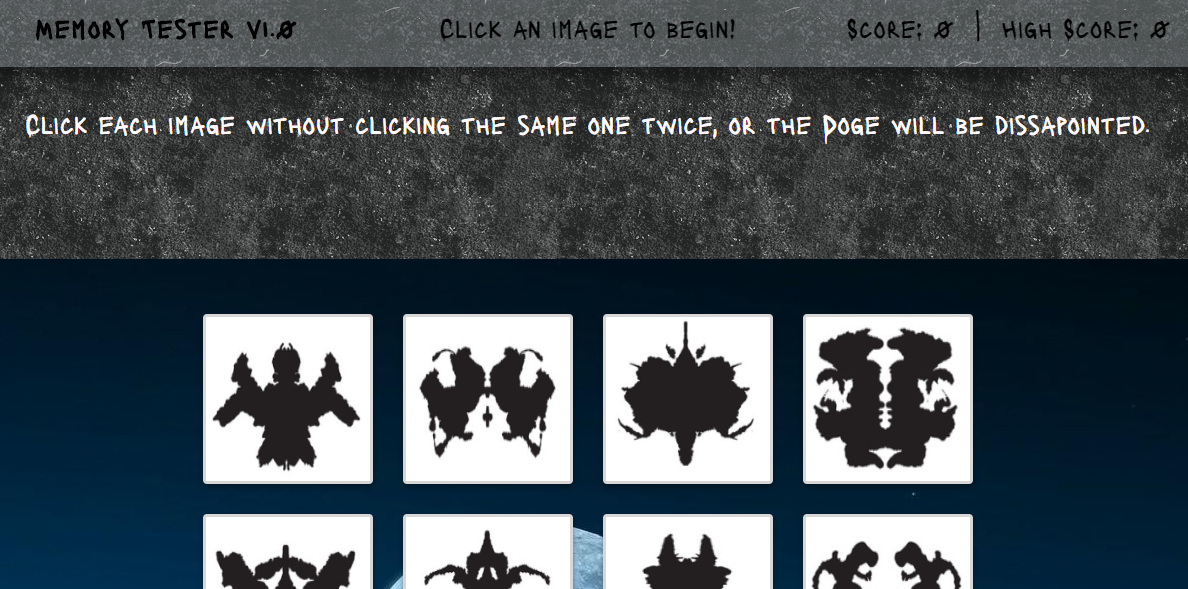 MEMORY TESTER V1.0 CLICK AN IMAGE TO BEGIN! SCORE: 0 | HIGH SCORE: 0
CLICK EACH IMAGE WITHOUT CLICKING THE SAME ONE TWICE, OR THE DOGE WILL BE DISSAPOINTED.